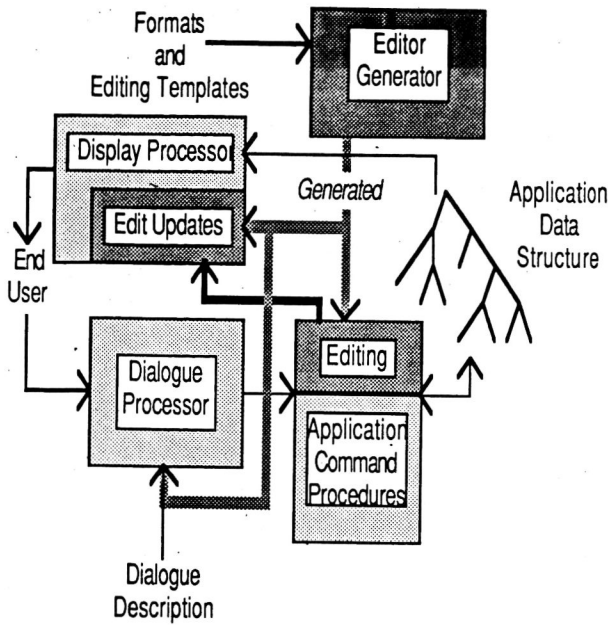 Formats
and
Editing Templates
Editor
Generator
Display Processor
Generated
Application
Data
Structure
Edit Updates
End
User
Editing
Dialogue
Processor
Application
Command
Procedures
Dialogue
Description